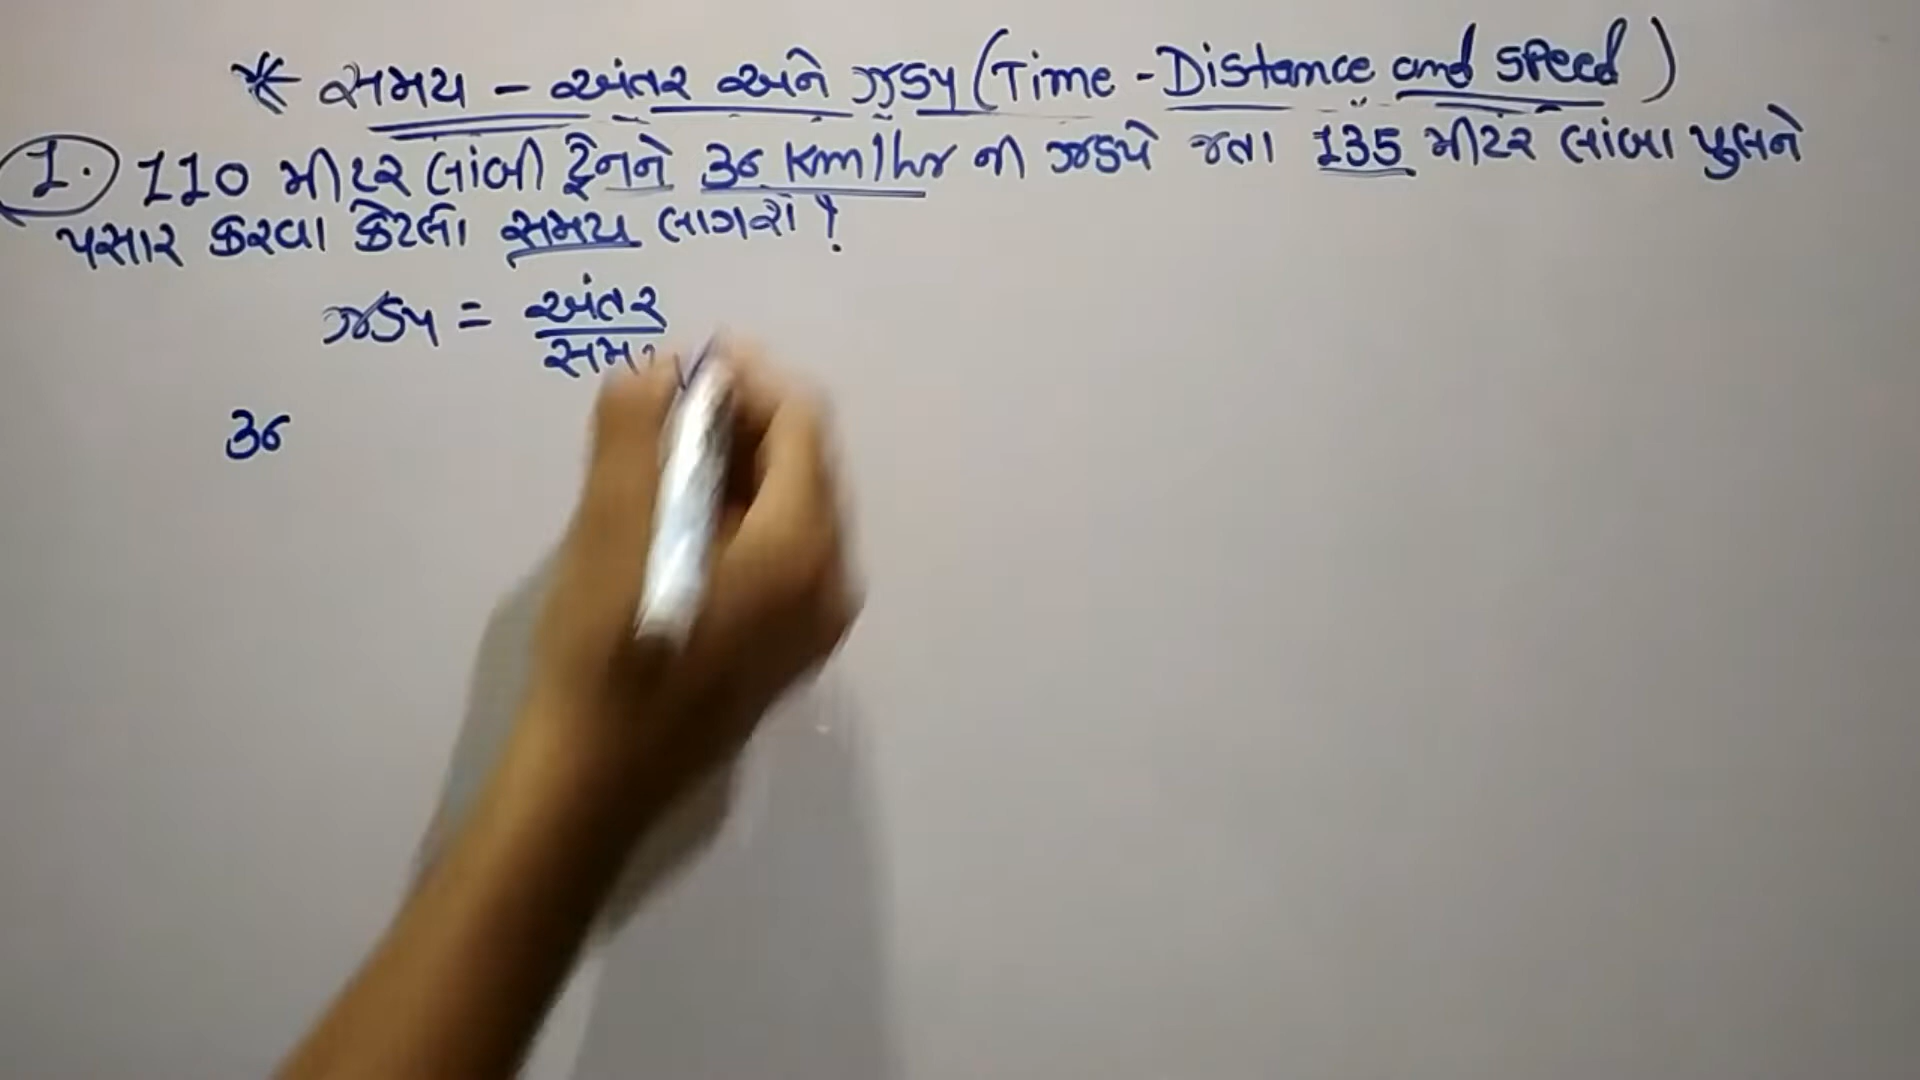 * સમય - અંતર અને ઝડપ (Time - Distance and speed)
1. 110 મીટર લાંબી ટ્રેનને 36 Km/hr ની ઝડપે જતા 135 મીટર લાંબા પુલને
પસાર કરવા કેટલો સમય લાગશે ?
ઝડપ = અંતર
સમ
36